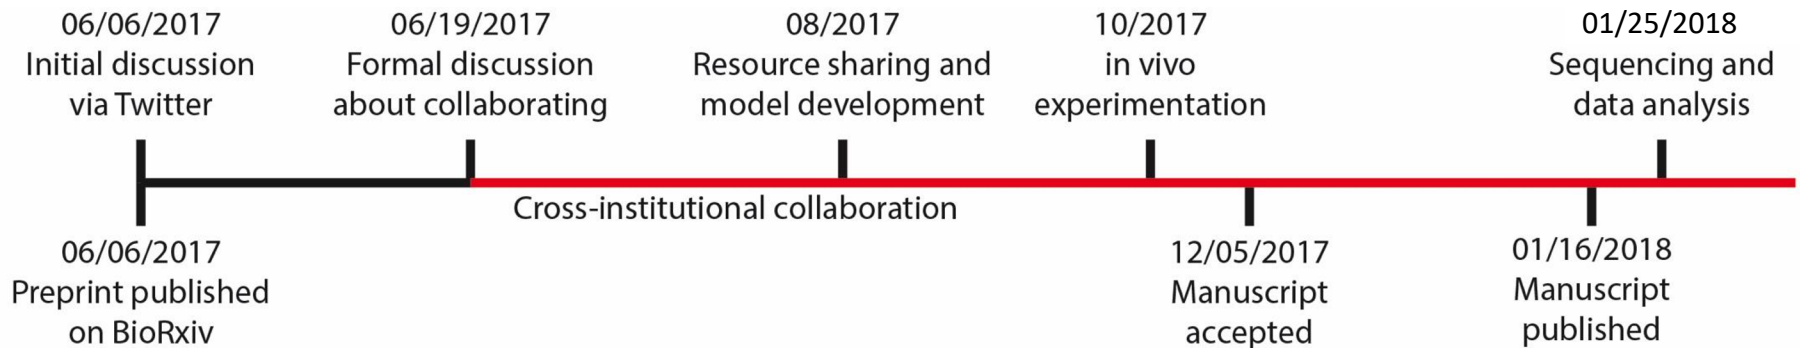 06/06/2017
Initial discussion
via Twitter
06/19/2017
Formal discussion
about collaborating
08/2017
Resource sharing and
model development
10/2017
in vivo
experimentation
01/25/2018
Sequencing and
data analysis
Cross-institutional collaboration
06/06/2017
Preprint published
on BioRxiv
12/05/2017
Manuscript
accepted
01/16/2018
Manuscript
published